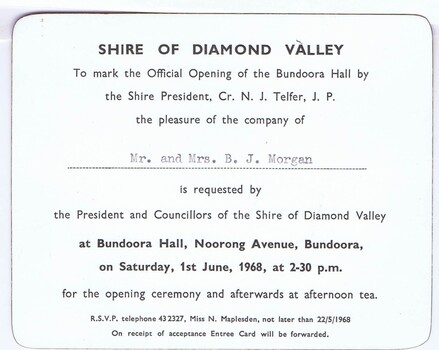 SHIRE OF DIAMOND VALLEY
To mark the Official Opening of the Bundoora Hall by
the Shire President, Cr. N. J. Telfer, J. P.
the pleasure of the company of
Mr. and Mrs. B. J. Morgan
is requested by
the President and Councillors of the Shire of Diamond Valley
at Bundoora Hall, Noorong Avenue, Bundoora,
on Saturday, 1st June, 1968, at 2-30 p.m.
for the opening ceremony and afterwards at afternoon tea.
R.S.V.P. telephone 43 2327, Miss N. Maplesden, not later than 22/5/1968
On receipt of acceptance Entree Card will be forwarded.